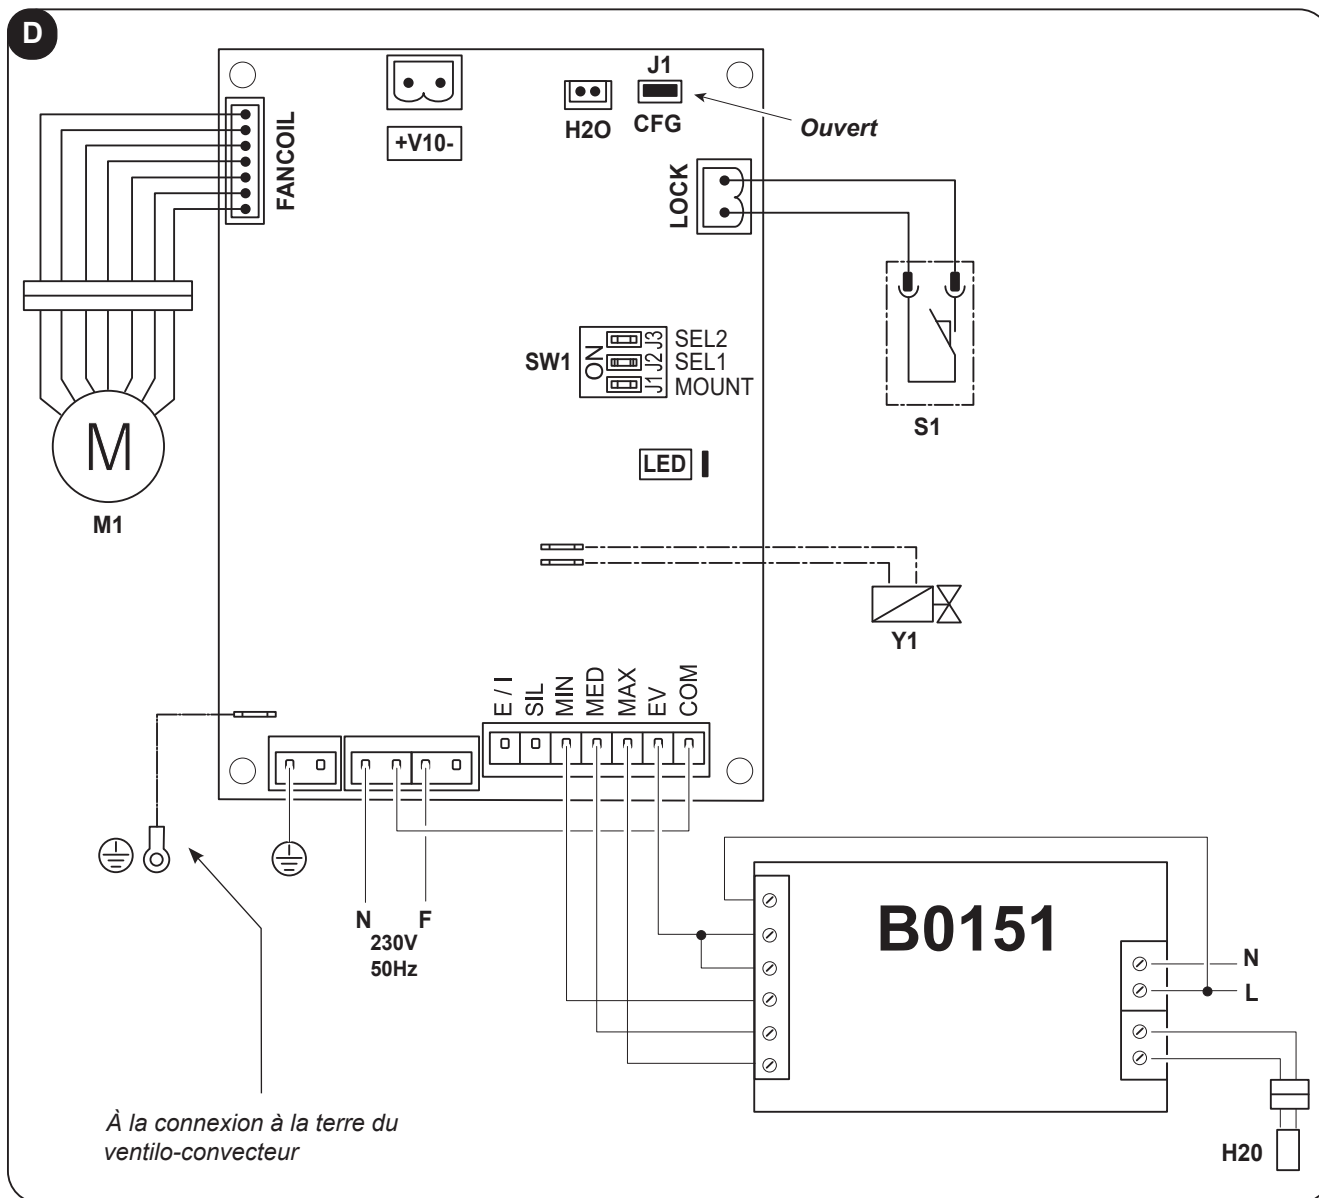 D
J1
H2O
CFG
Ouvert
+V10-
FANCOIL
LOCK
SW1
ON
J3
J2
J1
SEL2
SEL1
MOUNT
S1
LED
M
M1
Y1
E / I
SIL
MIN
MED
MAX
EV
COM
N
F
230V
50Hz
B0151
N
L
À la connexion à la terre du
ventilo-convecteur
H20